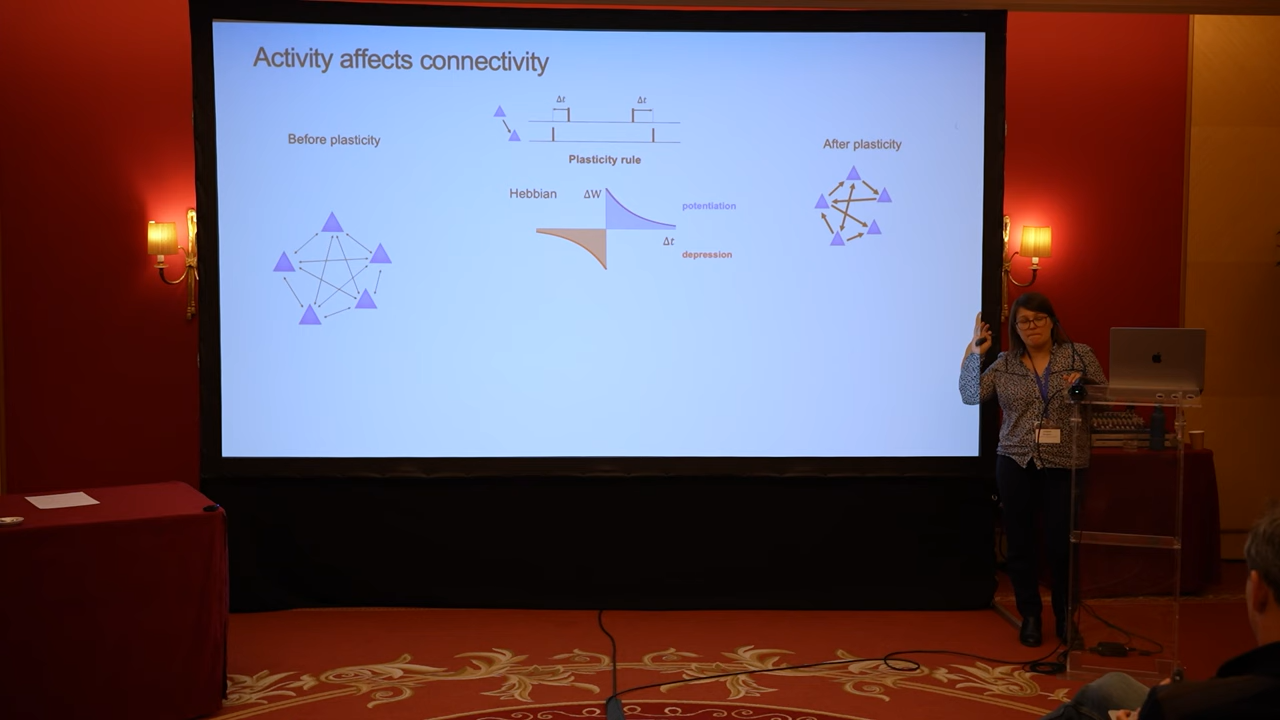 Activity affects connectivity
Δt Δt
Before plasticity
After plasticity
Plasticity rule
Hebbian
ΔW
potentiation
Δt
depression